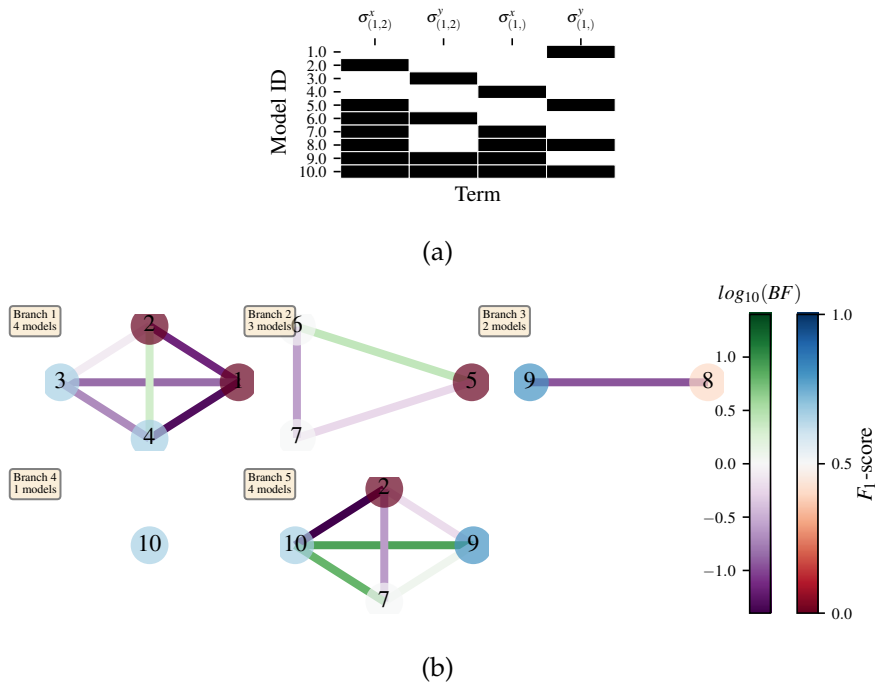 σ^x_(1,2) σ^y_(1,2) σ^x_(1,) σ^y_(1,)
Model ID
1.0
2.0
3.0
4.0
5.0
6.0
7.0
8.0
9.0
10.0
Term
(a)
Branch 1
4 models
2
3
1
4
Branch 2
3 models
6
5
7
Branch 3
2 models
9
8
Branch 4
1 models
10
Branch 5
4 models
2
10
9
7
log10(BF)
1.0
0.5
0.0
−0.5
−1.0
1.0
0.5
0.0
F1-score
(b)